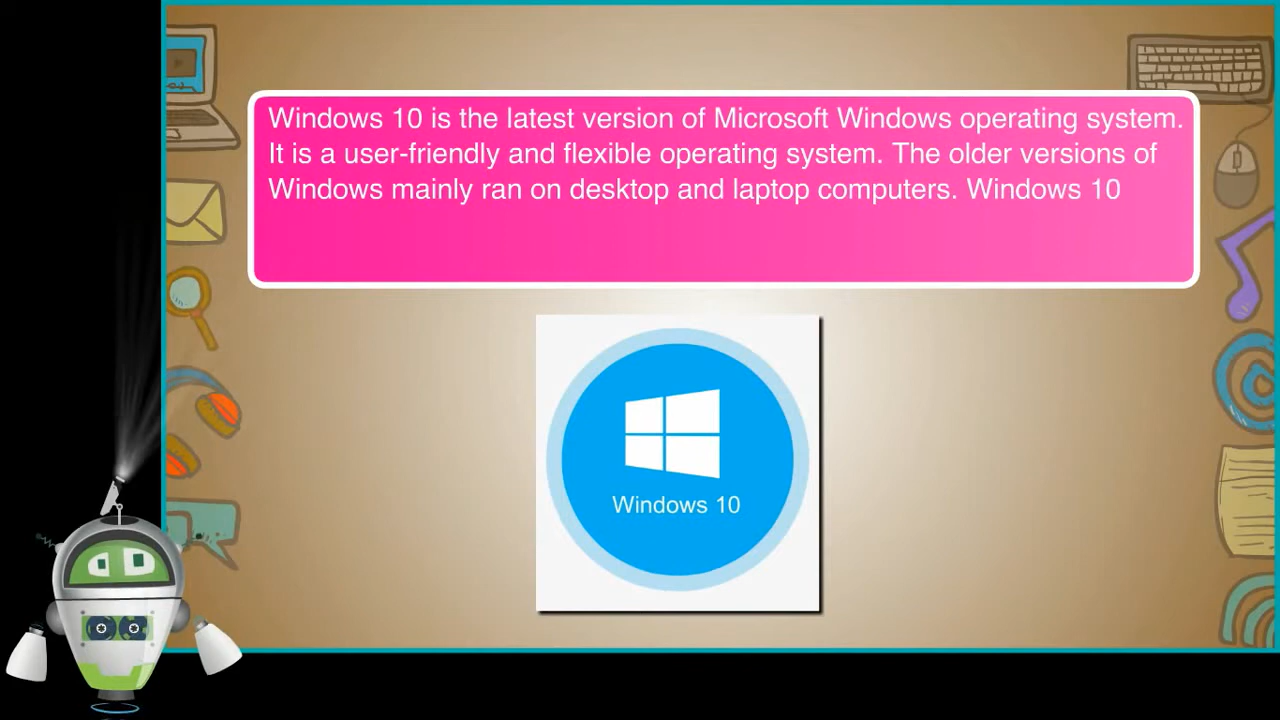 Windows 10 is the latest version of Microsoft Windows operating system.
It is a user-friendly and flexible operating system. The older versions of
Windows mainly ran on desktop and laptop computers. Windows 10
Windows 10